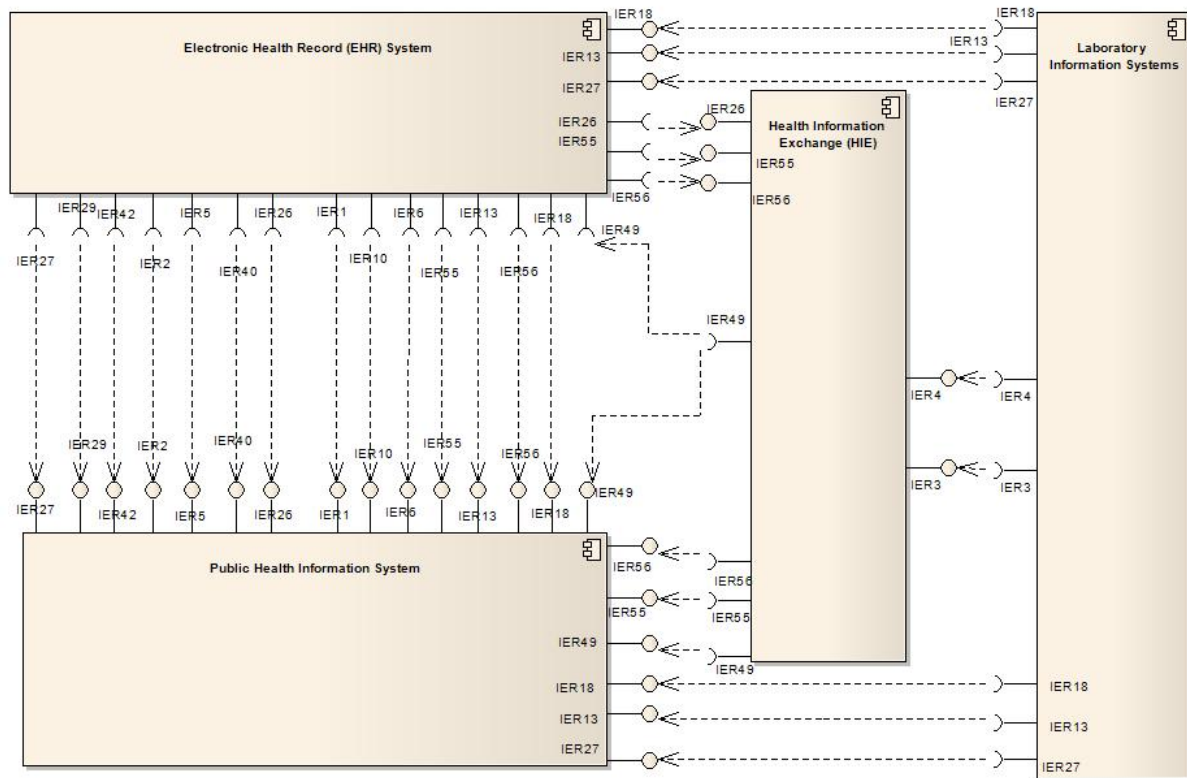 IER18
IER18
Electronic Health Record (EHR) System
IER13
IER13
Laboratory
Information Systems
IER27
IER27
IER26
IER26
Health Information
Exchange (HIE)
IER55
IER55
IER56
IER56
IER29
IER42
IER5
IER26
IER1
IER6
IER13
IER18
IER49
IER27
IER2
IER40
IER10
IER55
IER56
IER49
IER4
IER4
IER29
IER2
IER40
IER10
IER55
IER56
IER3
IER3
IER27
IER42
IER5
IER26
IER1
IER6
IER13
IER18
IER49
Public Health Information System
IER56
IER56
IER55
IER55
IER49
IER49
IER18
IER18
IER13
IER13
IER27
IER27